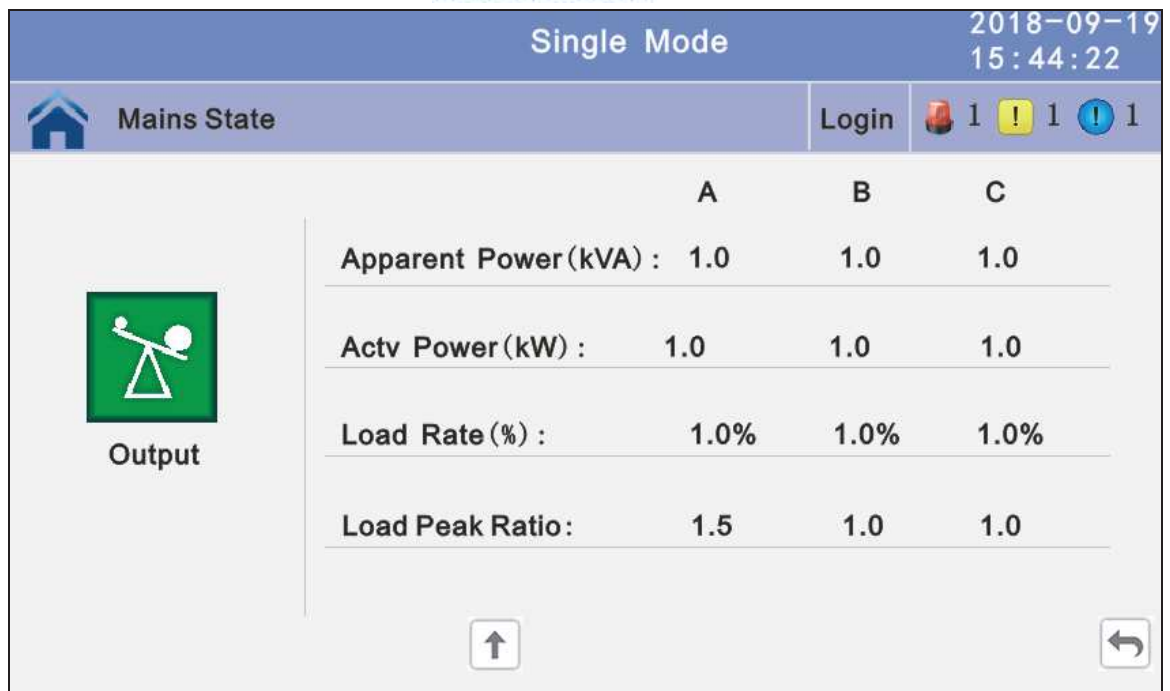 Single Mode
2018-09-19
15:44:22
Mains State
Login
1 ! 1 ! 1
A B C
Apparent Power(kVA): 1.0 1.0 1.0
Actv Power(kW): 1.0 1.0 1.0
Load Rate(%): 1.0% 1.0% 1.0%
Load Peak Ratio: 1.5 1.0 1.0
Output